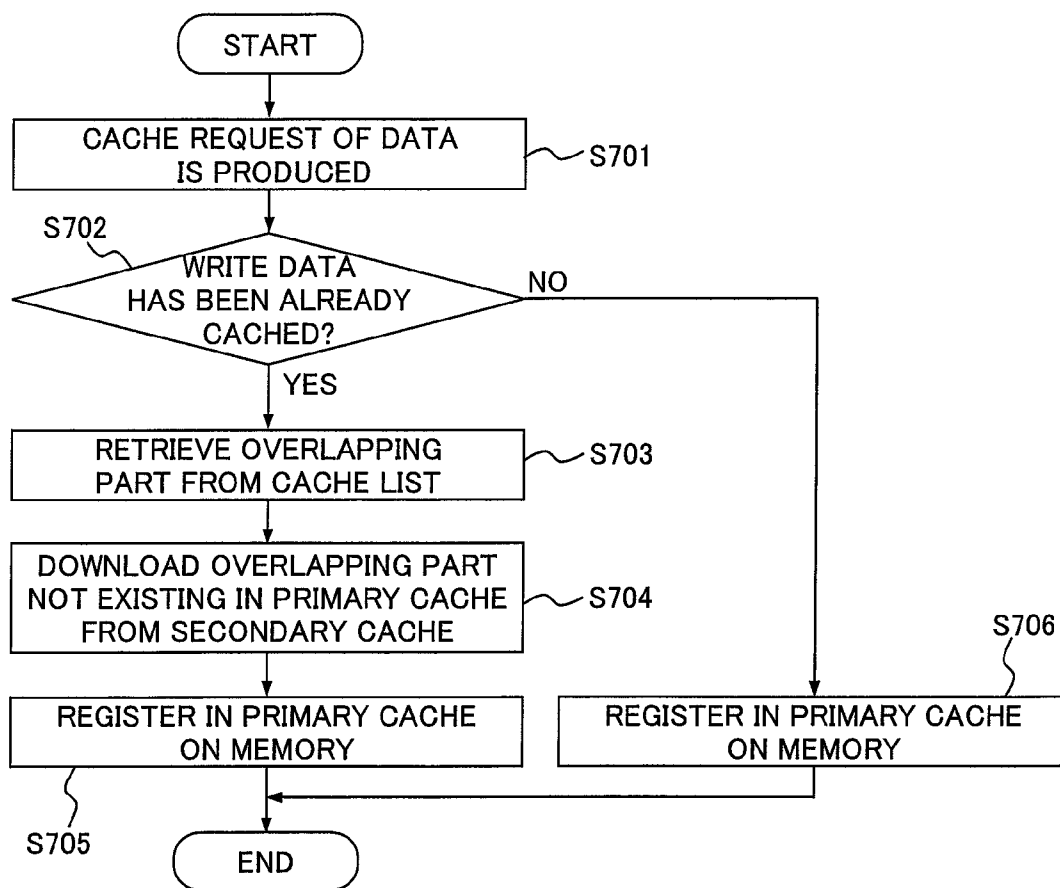 START
CACHE REQUEST OF DATA
IS PRODUCED
S701
S702
WRITE DATA
HAS BEEN ALREADY
CACHED?
NO
YES
RETRIEVE OVERLAPPING
PART FROM CACHE LIST
S703
DOWNLOAD OVERLAPPING PART
NOT EXISTING IN PRIMARY CACHE
FROM SECONDARY CACHE
S704
S706
REGISTER IN PRIMARY CACHE
ON MEMORY
REGISTER IN PRIMARY CACHE
ON MEMORY
S705
END